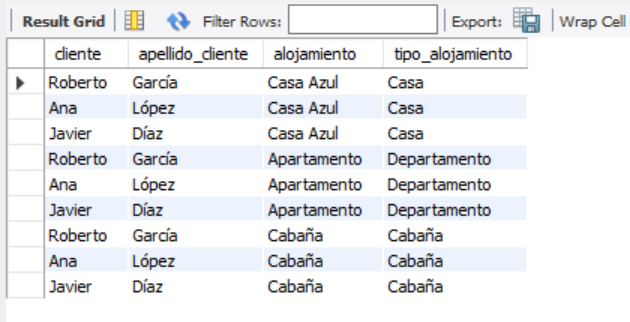 Result Grid Filter Rows: Export: Wrap Cell
cliente apellido_cliente alojamiento tipo_alojamiento
Roberto García Casa Azul Casa
Ana López Casa Azul Casa
Javier Díaz Casa Azul Casa
Roberto García Apartamento Departamento
Ana López Apartamento Departamento
Javier Díaz Apartamento Departamento
Roberto García Cabaña Cabaña
Ana López Cabaña Cabaña
Javier Díaz Cabaña Cabaña